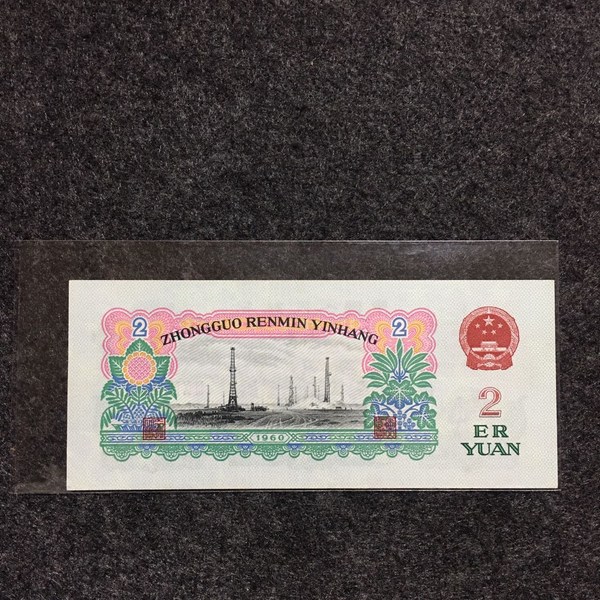 2
ZHONGGUO RENMIN YINHANG
2
1960
2
ER
YUAN